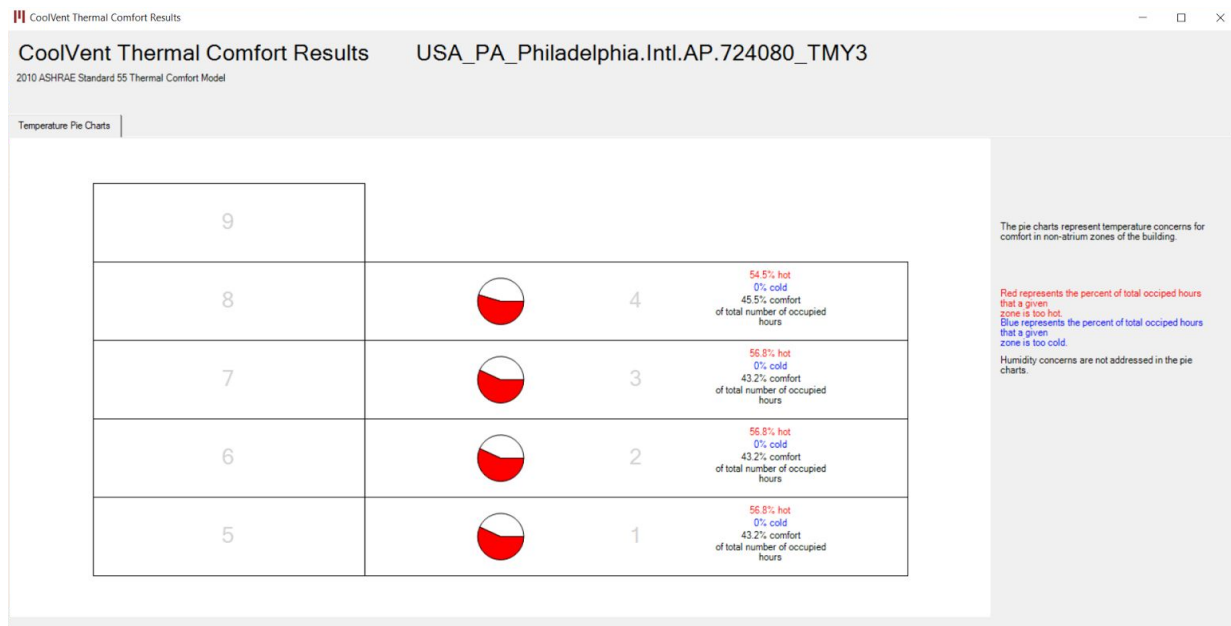 CoolVent Thermal Comfort Results
CoolVent Thermal Comfort Results USA_PA_Philadelphia.Intl.AP.724080_TMY3
2010 ASHRAE Standard 55 Thermal Comfort Model
Temperature Pie Charts
9
8
4
54.5% hot
0% cold
45.5% comfort
of total number of occupied
hours
7
3
56.8% hot
0% cold
43.2% comfort
of total number of occupied
hours
6
2
56.8% hot
0% cold
43.2% comfort
of total number of occupied
hours
5
1
56.8% hot
0% cold
43.2% comfort
of total number of occupied
hours
The pie charts represent temperature concerns for
comfort in non-atrium zones of the building.
Red represents the percent of total occiped hours
that a given
zone is too hot.
Blue represents the percent of total occiped hours
that a given
zone is too cold.
Humidity concerns are not addressed in the pie
charts.